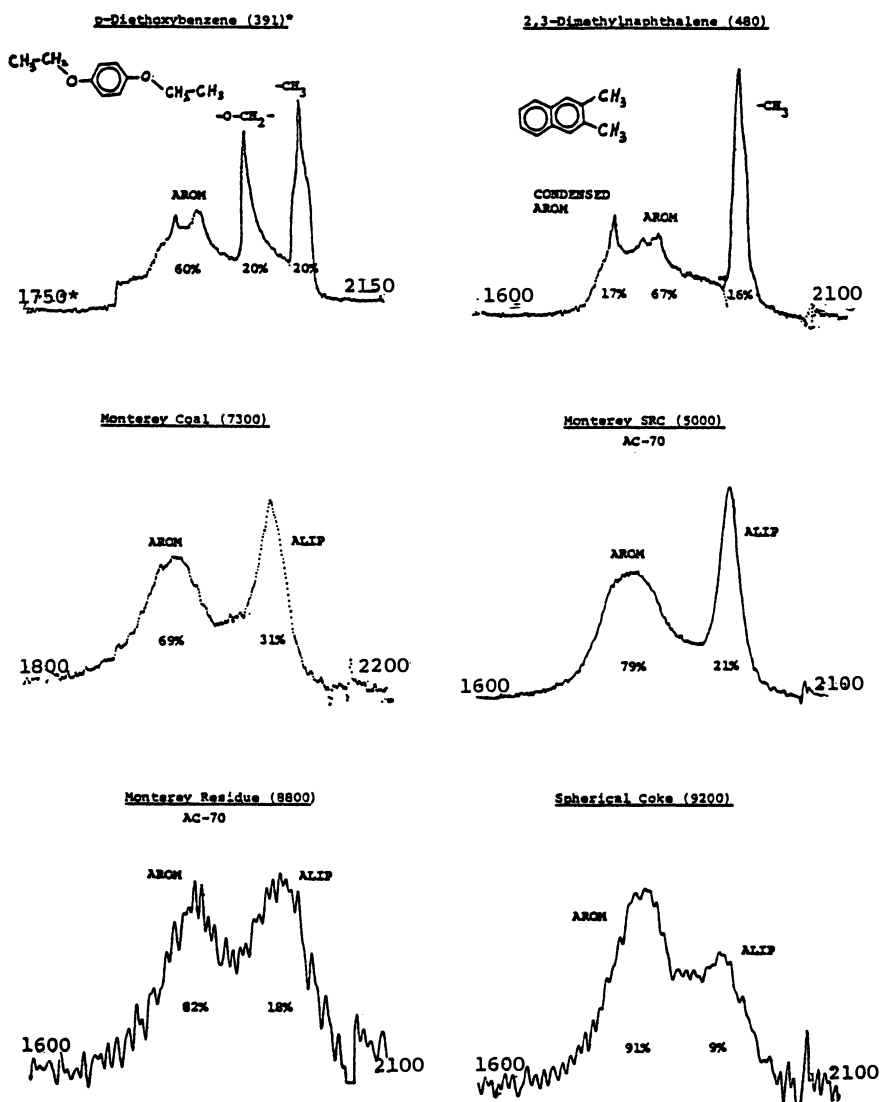 p-Diethoxybenzene (391)*
CH3-CH2
O
O
CH2-CH3
-O-CH2-
-CH3
AROM
60%
20%
20%
1750*
2150
2,3-Dimethylnaphthalene (480)
CH3
CH3
-CH3
CONDENSED
AROM
AROM
17%
67%
16%
1600
2100
Monterey Coal (7300)
AROM
ALIP
69%
31%
1800
2200
Monterey SRC (5000)
AC-70
AROM
ALIP
79%
21%
1600
2100
Monterey Residue (8800)
AC-70
AROM
ALIP
82%
18%
1600
2100
Spherical Coke (9200)
AROM
ALIP
91%
9%
1600
2100